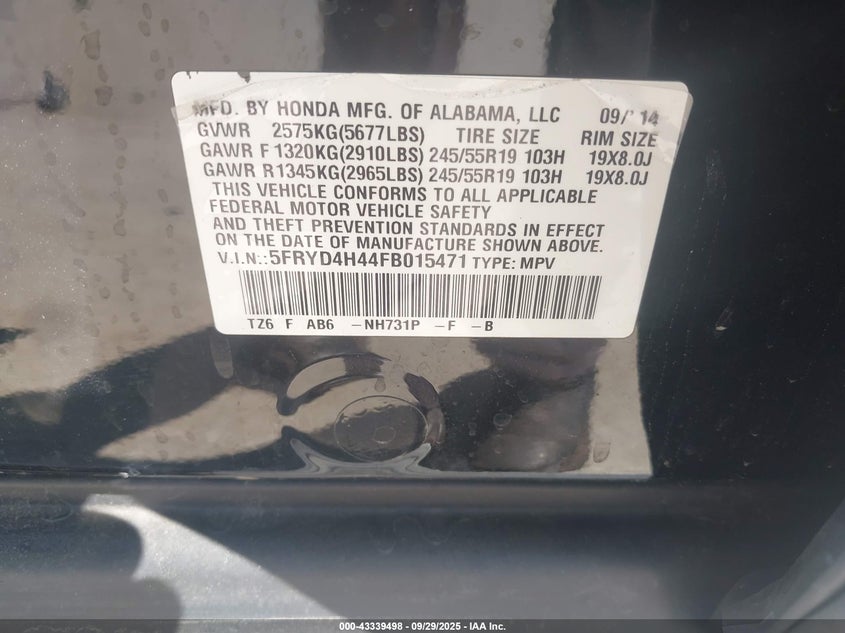 MFD. BY HONDA MFG. OF ALABAMA, LLC 09/ 14
GVWR 2575KG(5677LBS) TIRE SIZE RIM SIZE
GAWR F 1320KG(2910LBS) 245/55R19 103H 19X8.0J
GAWR R1345KG(2965LBS) 245/55R19 103H 19X8.0J
THIS VEHICLE CONFORMS TO ALL APPLICABLE
FEDERAL MOTOR VEHICLE SAFETY
AND THEFT PREVENTION STANDARDS IN EFFECT
ON THE DATE OF MANUFACTURE SHOWN ABOVE.
V.I.N.:5FRYD4H44FB015471 TYPE: MPV
TZ6 F AB6 -NH731P -F -B
000-43339498 - 09/29/2025 - IAA Inc.